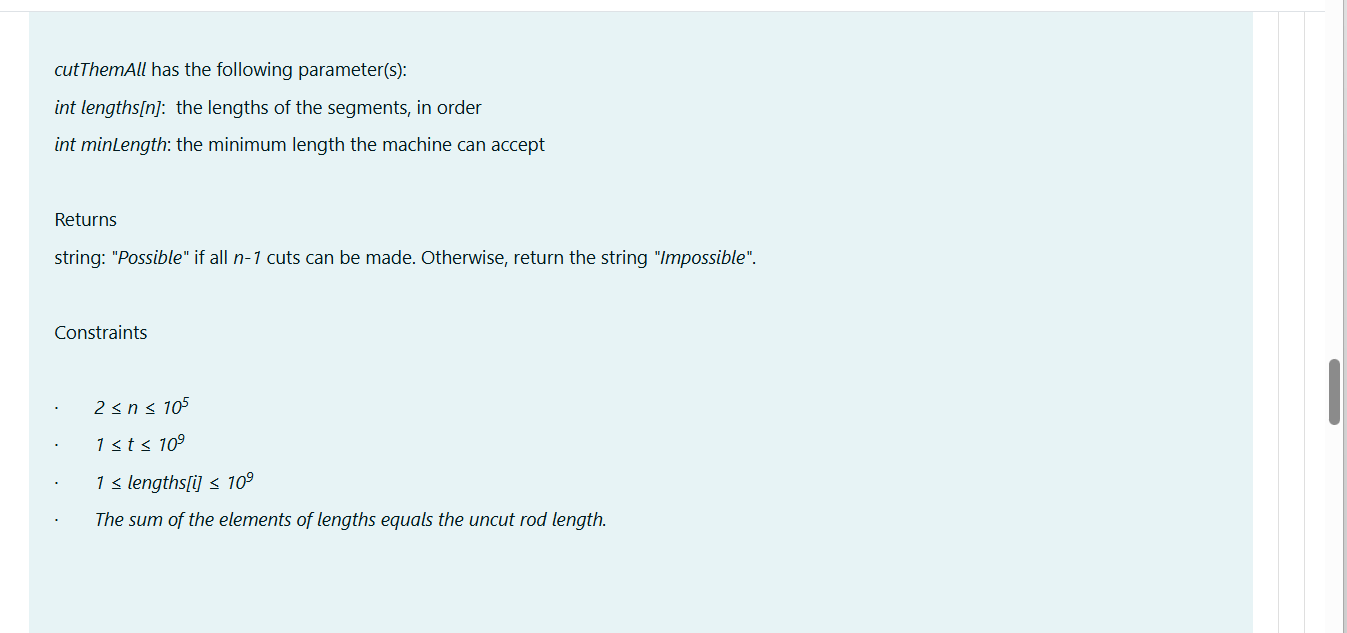 cutThemAll has the following parameter(s):
int lengths[n]:  the lengths of the segments, in order
int minLength: the minimum length the machine can accept
Returns
string: "Possible" if all n-1 cuts can be made. Otherwise, return the string "Impossible".
Constraints
· 2 ≤ n ≤ 10⁵
· 1 ≤ t ≤ 10⁹
· 1 ≤ lengths[i] ≤ 10⁹
· The sum of the elements of lengths equals the uncut rod length.